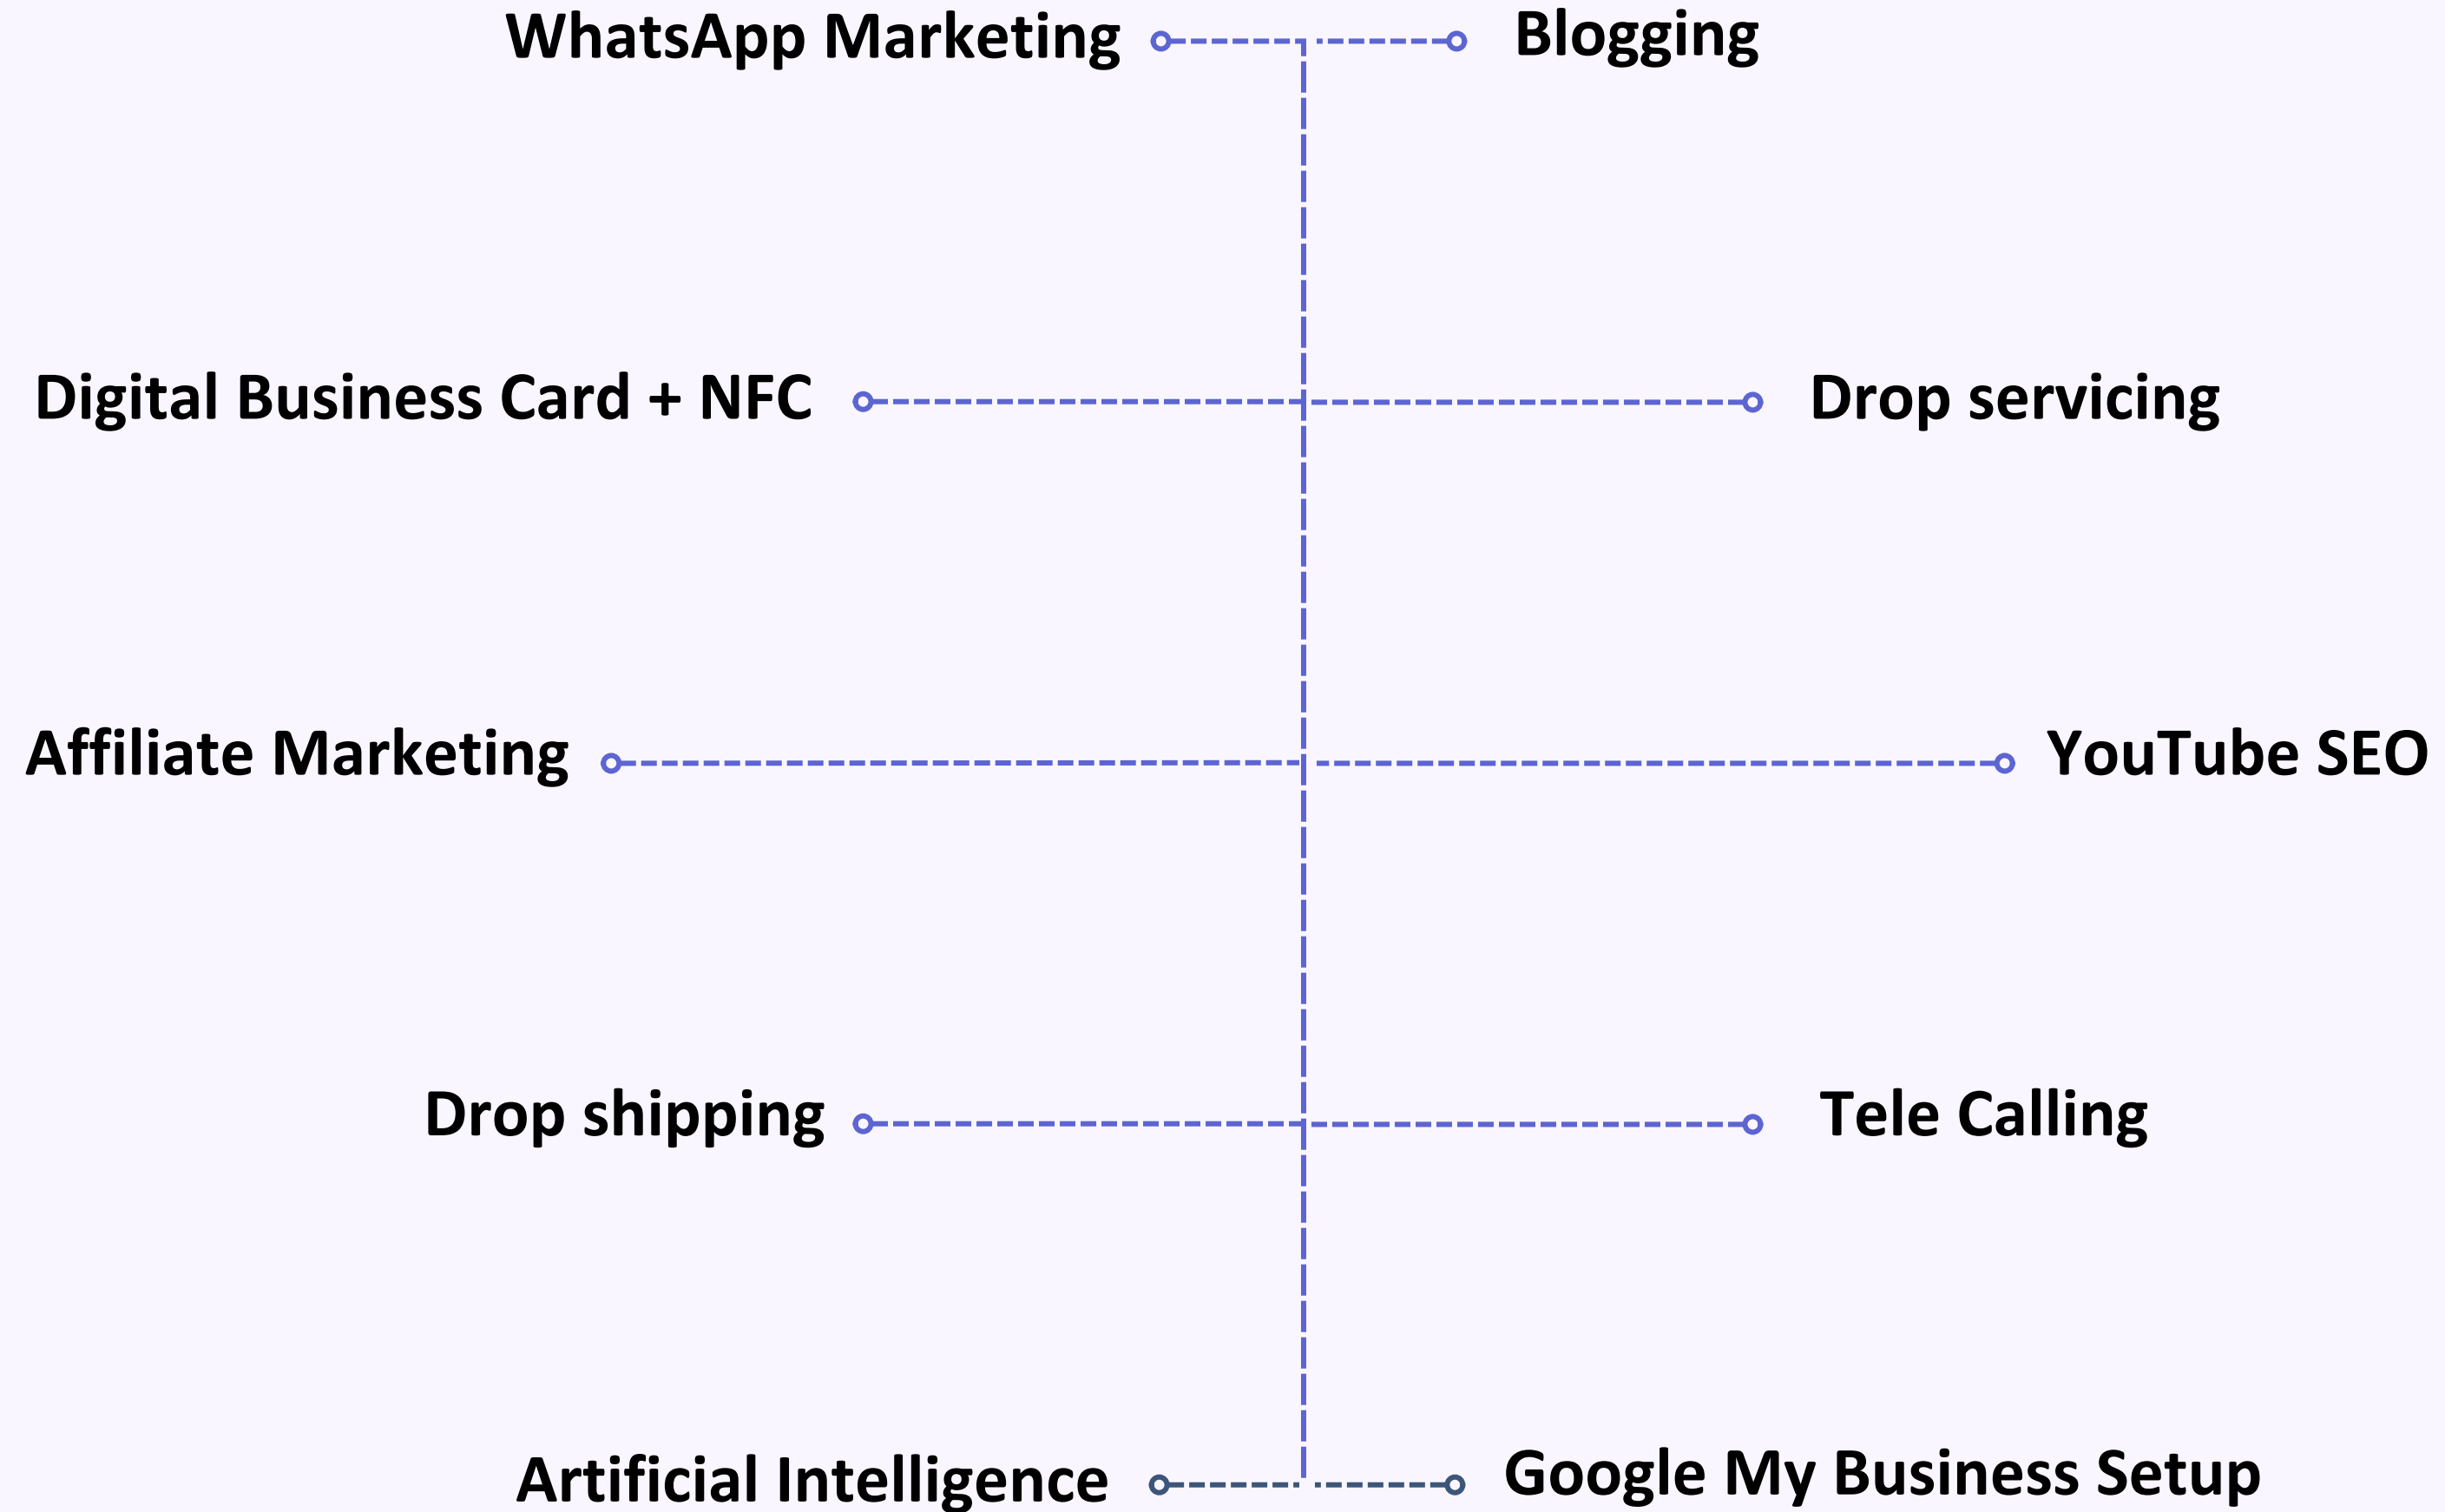 WhatsApp Marketing
Blogging
Digital Business Card + NFC
Drop servicing
Affiliate Marketing
YouTube SEO
Drop shipping
Tele Calling
Artificial Intelligence
Google My Business Setup